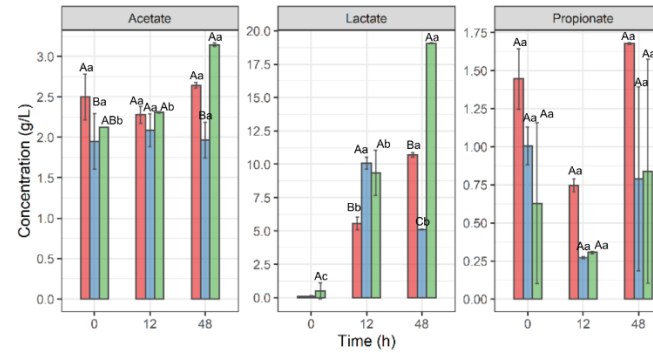 Acetate
Lactate
Propionate
Concentration (g/L)
3.0
2.5
2.0
1.5
1.0
0.5
0.0
Aa
Ba
ABb
Aa
Aa
Ab
Aa
Ba
Aa
0
12
48
20.0
17.5
15.0
12.5
10.0
7.5
5.0
2.5
0.0
Ac
Bb
Aa
Ab
Ba
Cb
Aa
0
12
48
1.75
1.50
1.25
1.00
0.75
0.50
0.25
0.00
Aa
Aa
Aa
Aa
Aa
Aa
Aa
Aa
Aa
0
12
48
Time (h)